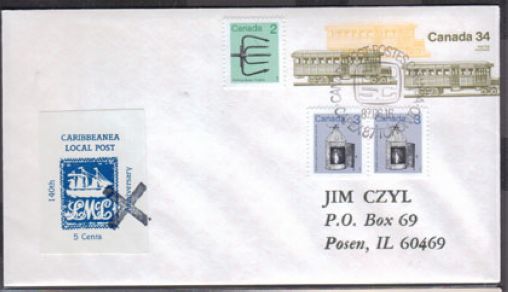 Canada 2
Canada 34
CARIBBEANEA
LOCAL POST
140th
Anniversary
LMcL
5 Cents
Canada 3
Canada 3
JIM CZYL
P.O. Box 69
Posen, IL 60469